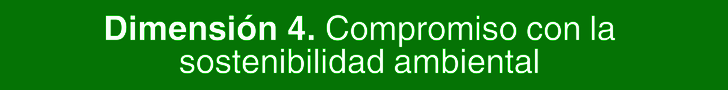 Dimensión 4. Compromiso con la
sostenibilidad ambiental